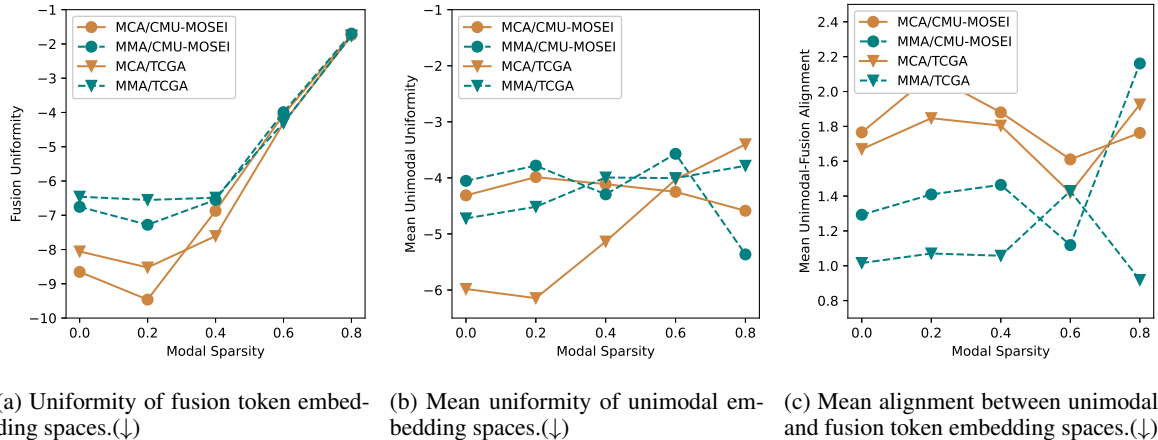 MCA/CMU-MOSEI
MMA/CMU-MOSEI
MCA/TCGA
MMA/TCGA
Fusion Uniformity
−1
−2
−3
−4
−5
−6
−7
−8
−9
−10
0.0 0.2 0.4 0.6 0.8
Modal Sparsity
MCA/CMU-MOSEI
MMA/CMU-MOSEI
MCA/TCGA
MMA/TCGA
Mean Unimodal Uniformity
−1
−2
−3
−4
−5
−6
0.0 0.2 0.4 0.6 0.8
Modal Sparsity
MCA/CMU-MOSEI
MMA/CMU-MOSEI
MCA/TCGA
MMA/TCGA
Mean Unimodal-Fusion Alignment
2.4
2.2
2.0
1.8
1.6
1.4
1.2
1.0
0.8
0.0 0.2 0.4 0.6 0.8
Modal Sparsity
(a) Uniformity of fusion token embed-
ding spaces.(↓)
(b) Mean uniformity of unimodal em-
bedding spaces.(↓)
(c) Mean alignment between unimodal
and fusion token embedding spaces.(↓)